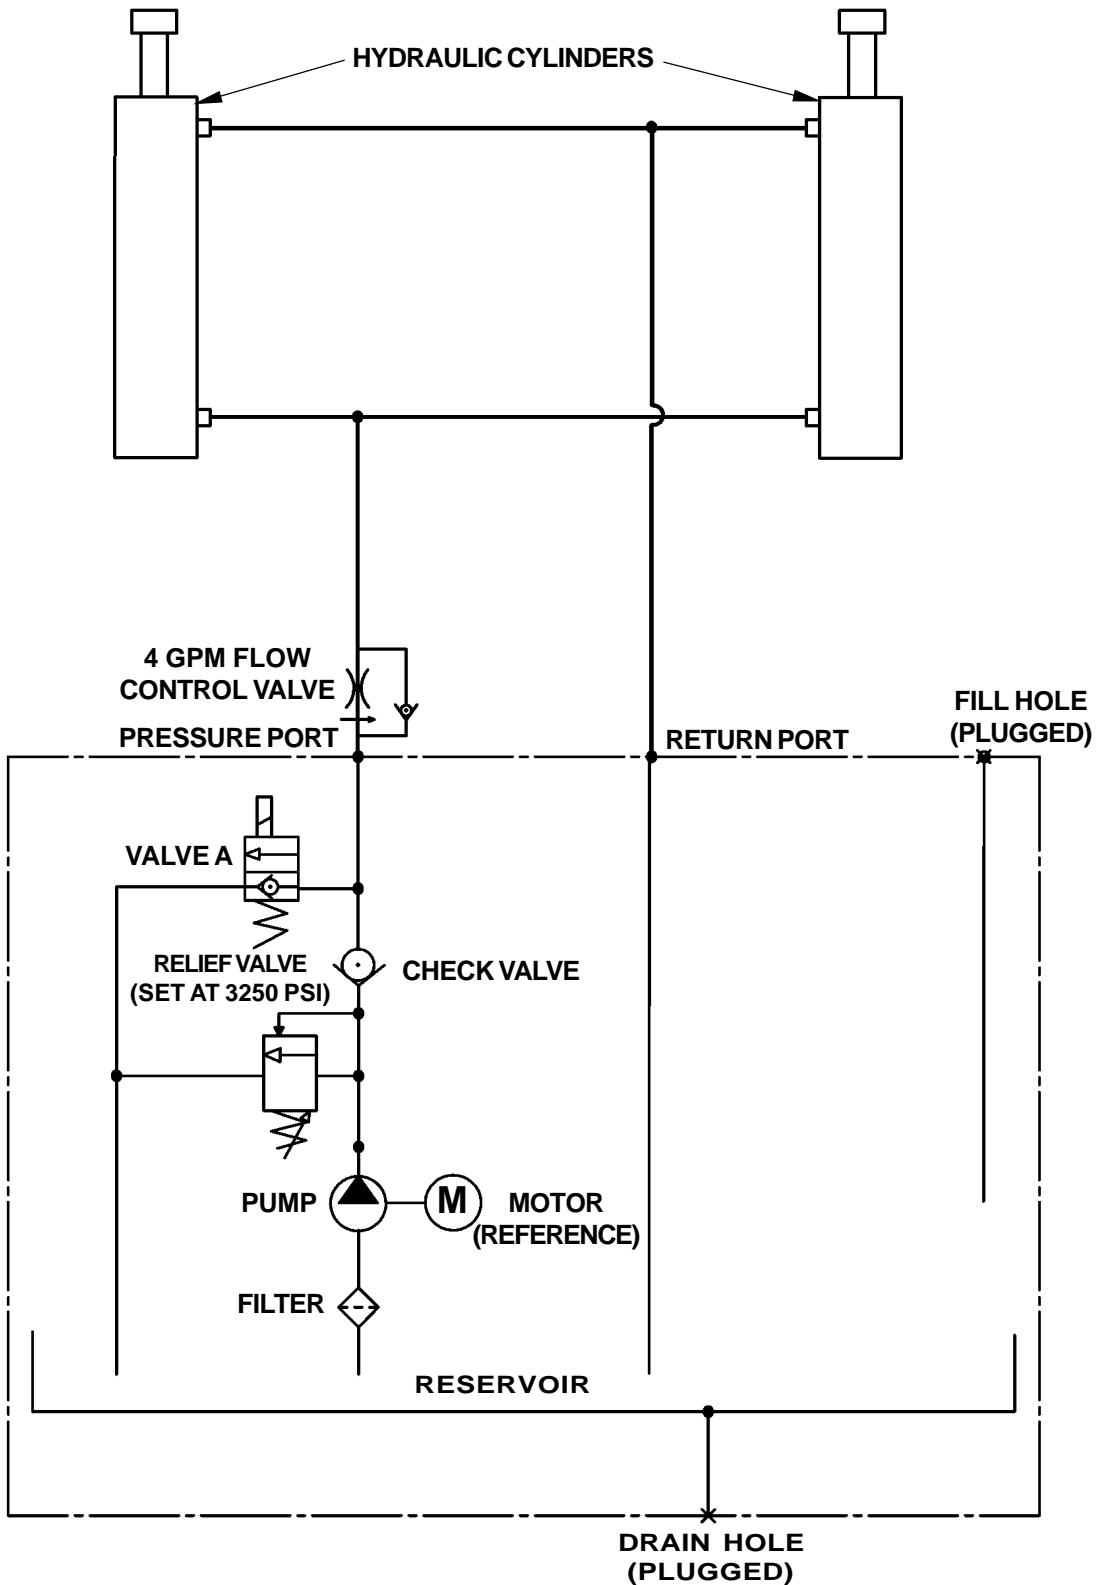 HYDRAULIC CYLINDERS
4 GPM FLOW
CONTROL VALVE
PRESSURE PORT
RETURN PORT
FILL HOLE
(PLUGGED)
VALVE A
RELIEF VALVE
(SET AT 3250 PSI)
CHECK VALVE
PUMP
M
MOTOR
(REFERENCE)
FILTER
RESERVOIR
DRAIN HOLE
(PLUGGED)